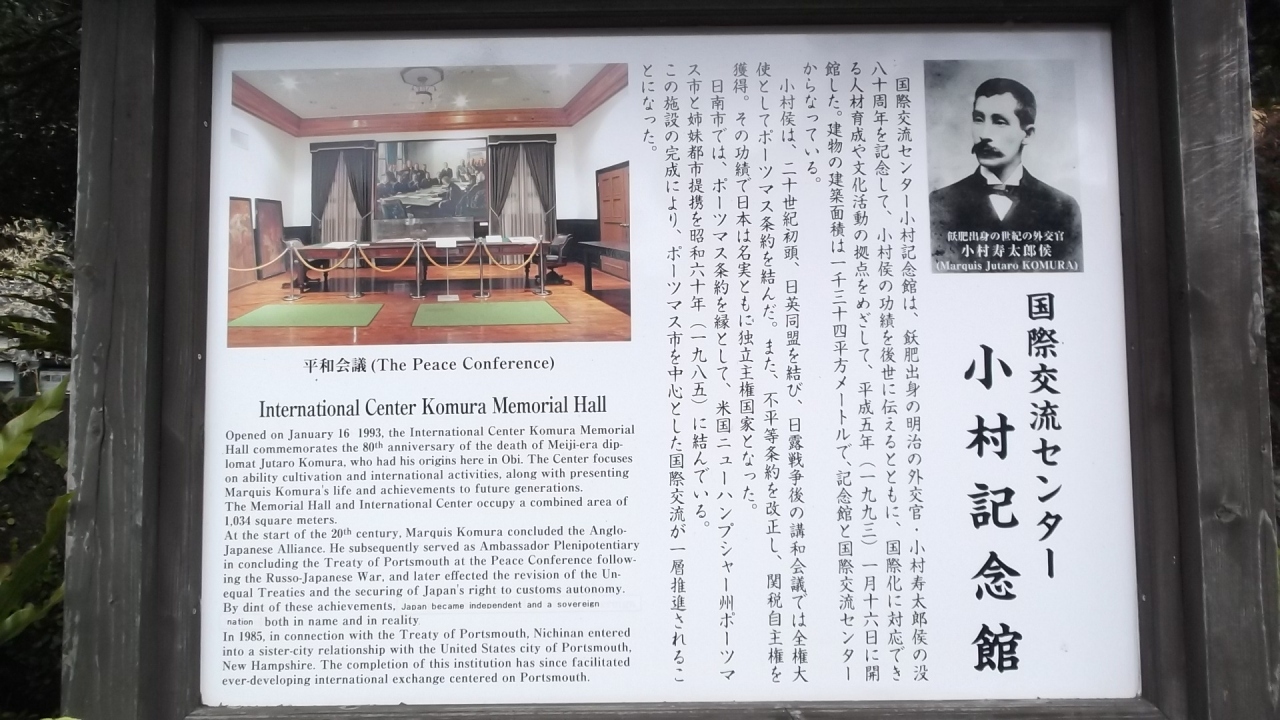 飫肥出身の世紀の外交官
小村寿太郎侯
(Marquis Jutaro KOMURA)
国際交流センター
小村記念館
国際交流センター小村記念館は、飫肥出身の明治の外交官・小村寿太郎侯の没
八十周年を記念して、小村侯の功績を後世に伝えるとともに、国際化に対応でき
る人材育成や文化活動の拠点をめざして、平成五年（一九九三）一月十六日に開
館した。建物の建築面積は一千三十四平方メートルで、記念館と国際交流センター
からなっている。
小村侯は、二十世紀初頭、日英同盟を結び、日露戦争後の講和会議では全権大
使としてポーツマス条約を結んだ。また、不平等条約を改正し、関税自主権を
獲得。その功績で日本は名実ともに独立主権国家となった。
日南市では、ポーツマス条約を縁として、米国ニューハンプシャー州ポーツマ
ス市と姉妹都市提携を昭和六十年（一九八五）に結んでいる。
この施設の完成により、ポーツマス市を中心とした国際交流が一層推進されるこ
とになった。
平和会議 (The Peace Conference)
International Center Komura Memorial Hall
Opened on January 16 1993, the International Center Komura Memorial
Hall commemorates the 80th anniversary of the death of Meiji-era dip-
lomat Jutaro Komura, who had his origins here in Obi. The Center focuses
on ability cultivation and international activities, along with presenting
Marquis Komura's life and achievements to future generations.
The Memorial Hall and International Center occupy a combined area of
1,034 square meters.
At the start of the 20th century, Marquis Komura concluded the Anglo-
Japanese Alliance. He subsequently served as Ambassador Plenipotentiary
in concluding the Treaty of Portsmouth at the Peace Conference follow-
ing the Russo-Japanese War, and later effected the revision of the Un-
equal Treaties and the securing of Japan's right to customs autonomy.
By dint of these achievements, Japan became independent and a sovereign
nation both in name and in reality
In 1985, in connection with the Treaty of Portsmouth, Nichinan entered
into a sister-city relationship with the United States city of Portsmouth,
New Hampshire. The completion of this institution has since facilitated
ever-developing international exchange centered on Portsmouth.